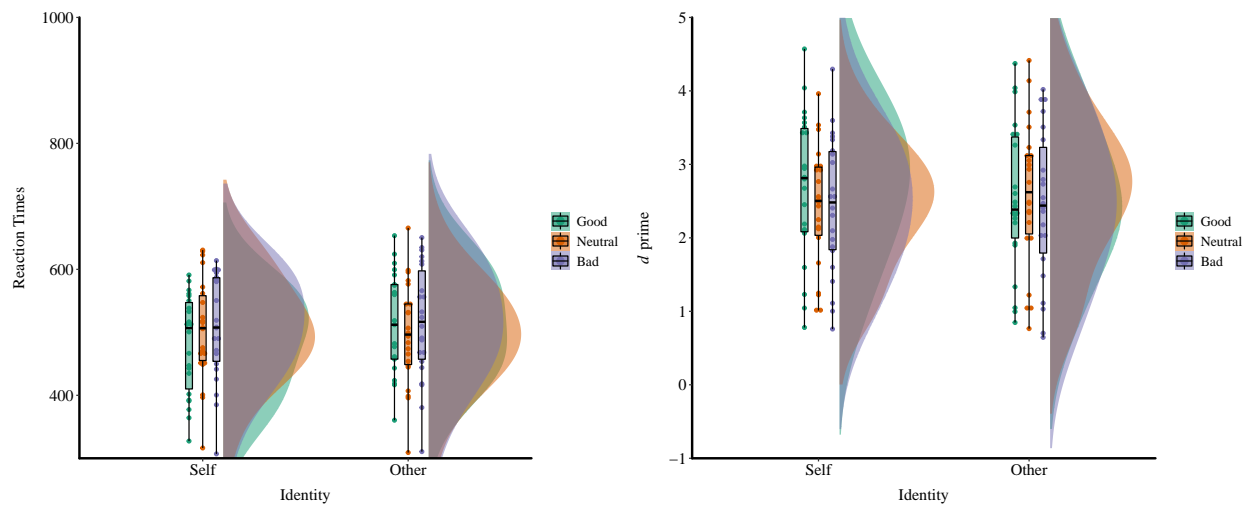 1000
800
600
400
Reaction Times
Self
Other
Identity
Good
Neutral
Bad
5
4
3
2
1
0
−1
d prime
Self
Other
Identity
Good
Neutral
Bad